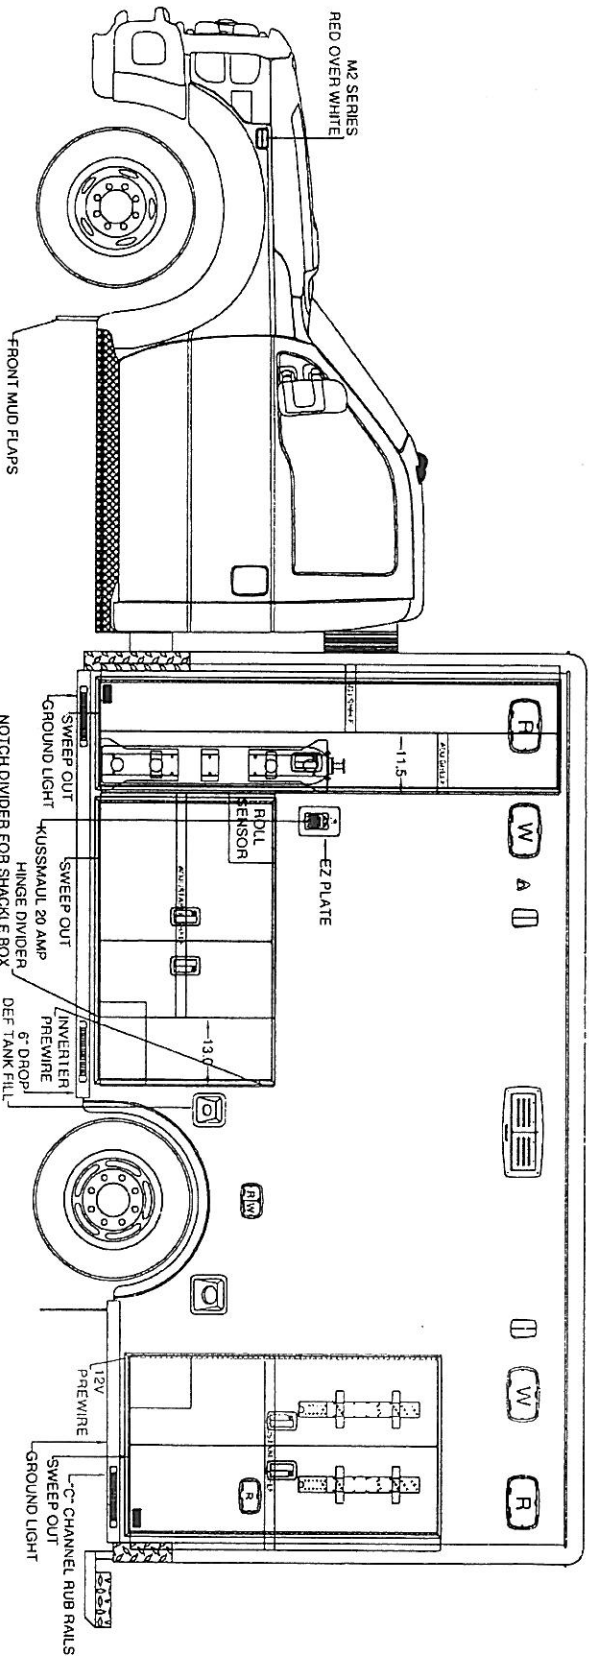 M2 SERIES
RED OVER WHITE
FRONT MUD FLAPS
R
W
A
11.5
ADJ SHELF
SWEEP OUT
GROUND LIGHT
ROLL
SENSOR
EZ PLATE
SWEEP OUT
KUSSMAUL 20 AMP
HINGE DIVIDER
NOTCH DIVIDER FOR SHACKLE BOX
13.0
INVERTER
PREWIRE
6" DROP
DEF TANK FILL
R W
W
R
R
12V
PREWIRE
"C" CHANNEL RUB RAILS
SWEEP OUT
GROUND LIGHT